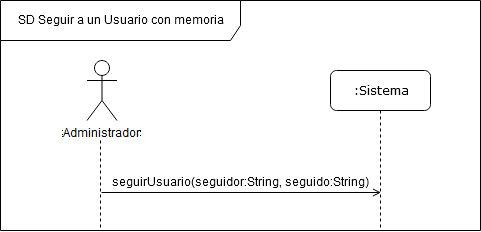 SD Seguir a un Usuario con memoria
:Sistema
:Administrador:
seguirUsuario(seguidor:String, seguido:String)